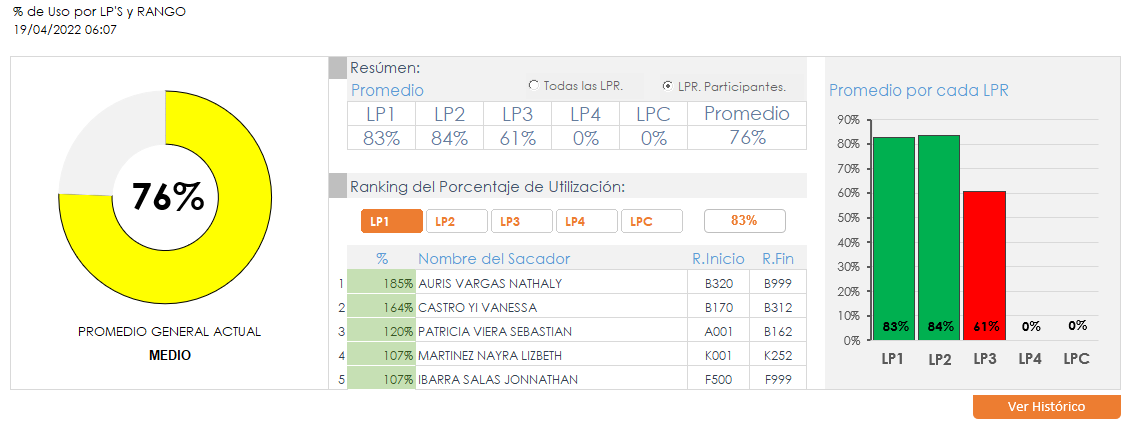 % de Uso por LP'S y RANGO
19/04/2022 06:07
76%
PROMEDIO GENERAL ACTUAL
MEDIO
Resúmen:
Promedio
Todas las LPR.
LPR. Participantes.
LP1 LP2 LP3 LP4 LPC Promedio
83% 84% 61% 0% 0% 76%
Ranking del Porcentaje de Utilización:
LP1 LP2 LP3 LP4 LPC 83%
% Nombre del Sacador R.Inicio R.Fin
1 185% AURIS VARGAS NATHALY B320 B999
2 164% CASTRO YI VANESSA B170 B312
3 120% PATRICIA VIERA SEBASTIAN A001 B162
4 107% MARTINEZ NAYRA LIZBETH K001 K252
5 107% IBARRA SALAS JONNATHAN F500 F999
Promedio por cada LPR
90%
80%
70%
60%
50%
40%
30%
20%
10%
0%
83% 84% 61% 0% 0%
LP1 LP2 LP3 LP4 LPC
Ver Histórico